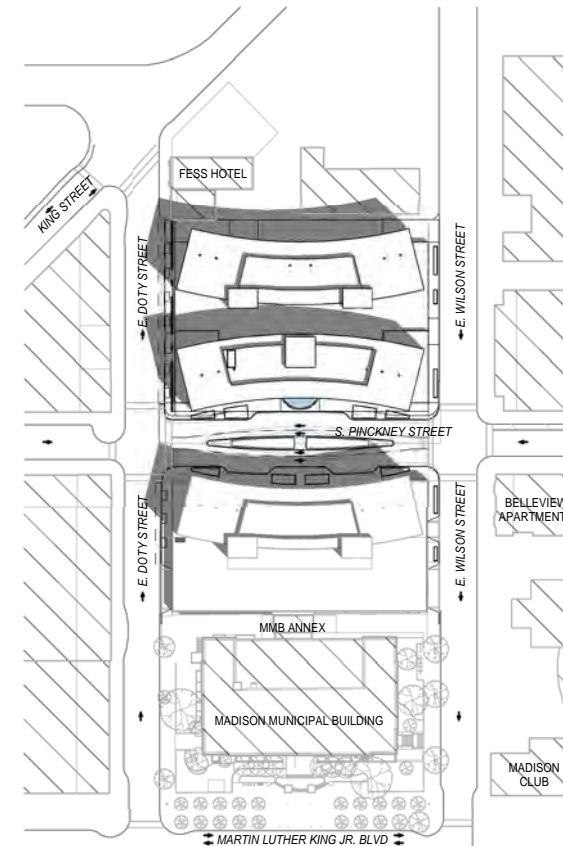 FESS HOTEL
KING STREET
E. DOTY STREET
E. WILSON STREET
S. PINCKNEY STREET
E. DOTY STREET
E. WILSON STREET
BELLEVIEW
APARTMENT
MMB ANNEX
MADISON MUNICIPAL BUILDING
MADISON
CLUB
MARTIN LUTHER KING JR. BLVD